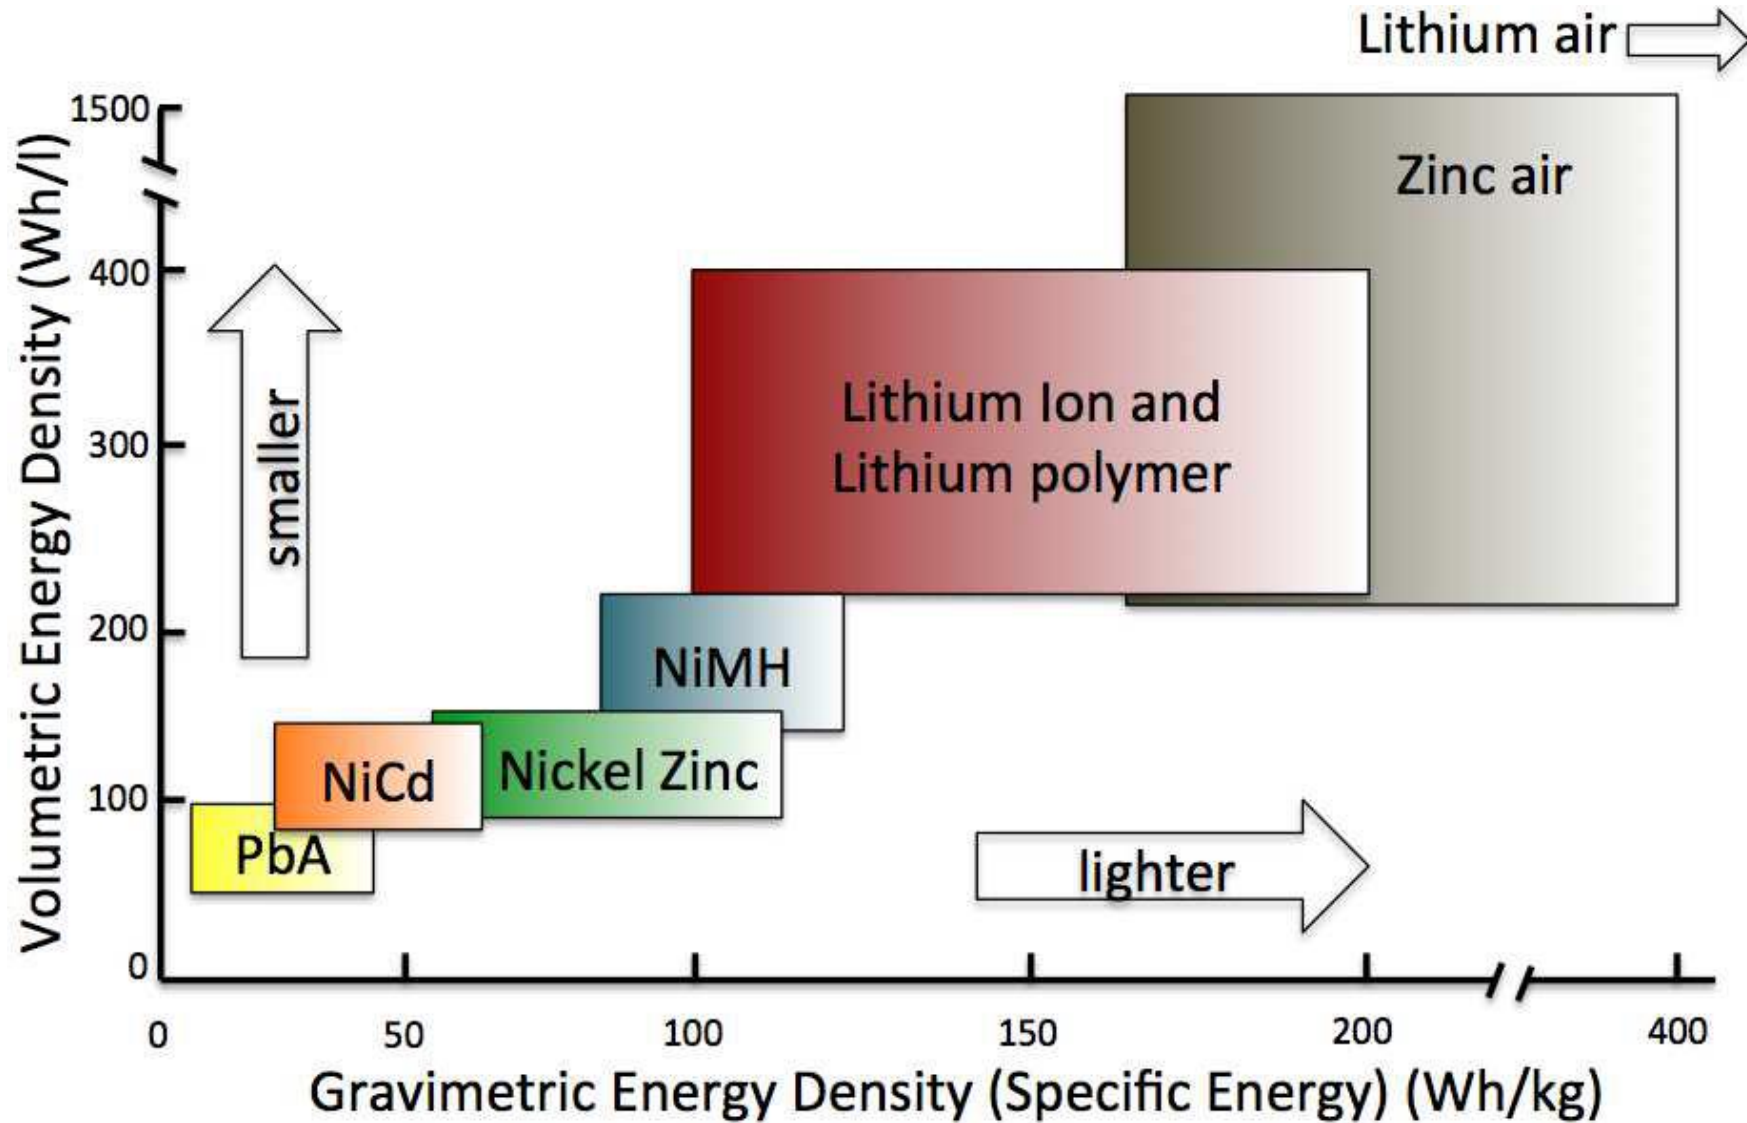 Lithium air
1500
Zinc air
400
Lithium Ion and
Lithium polymer
300
smaller
200
NiMH
NiCd
Nickel Zinc
100
PbA
lighter
0
0 50 100 150 200 400
Gravimetric Energy Density (Specific Energy) (Wh/kg)
Volumetric Energy Density (Wh/l)